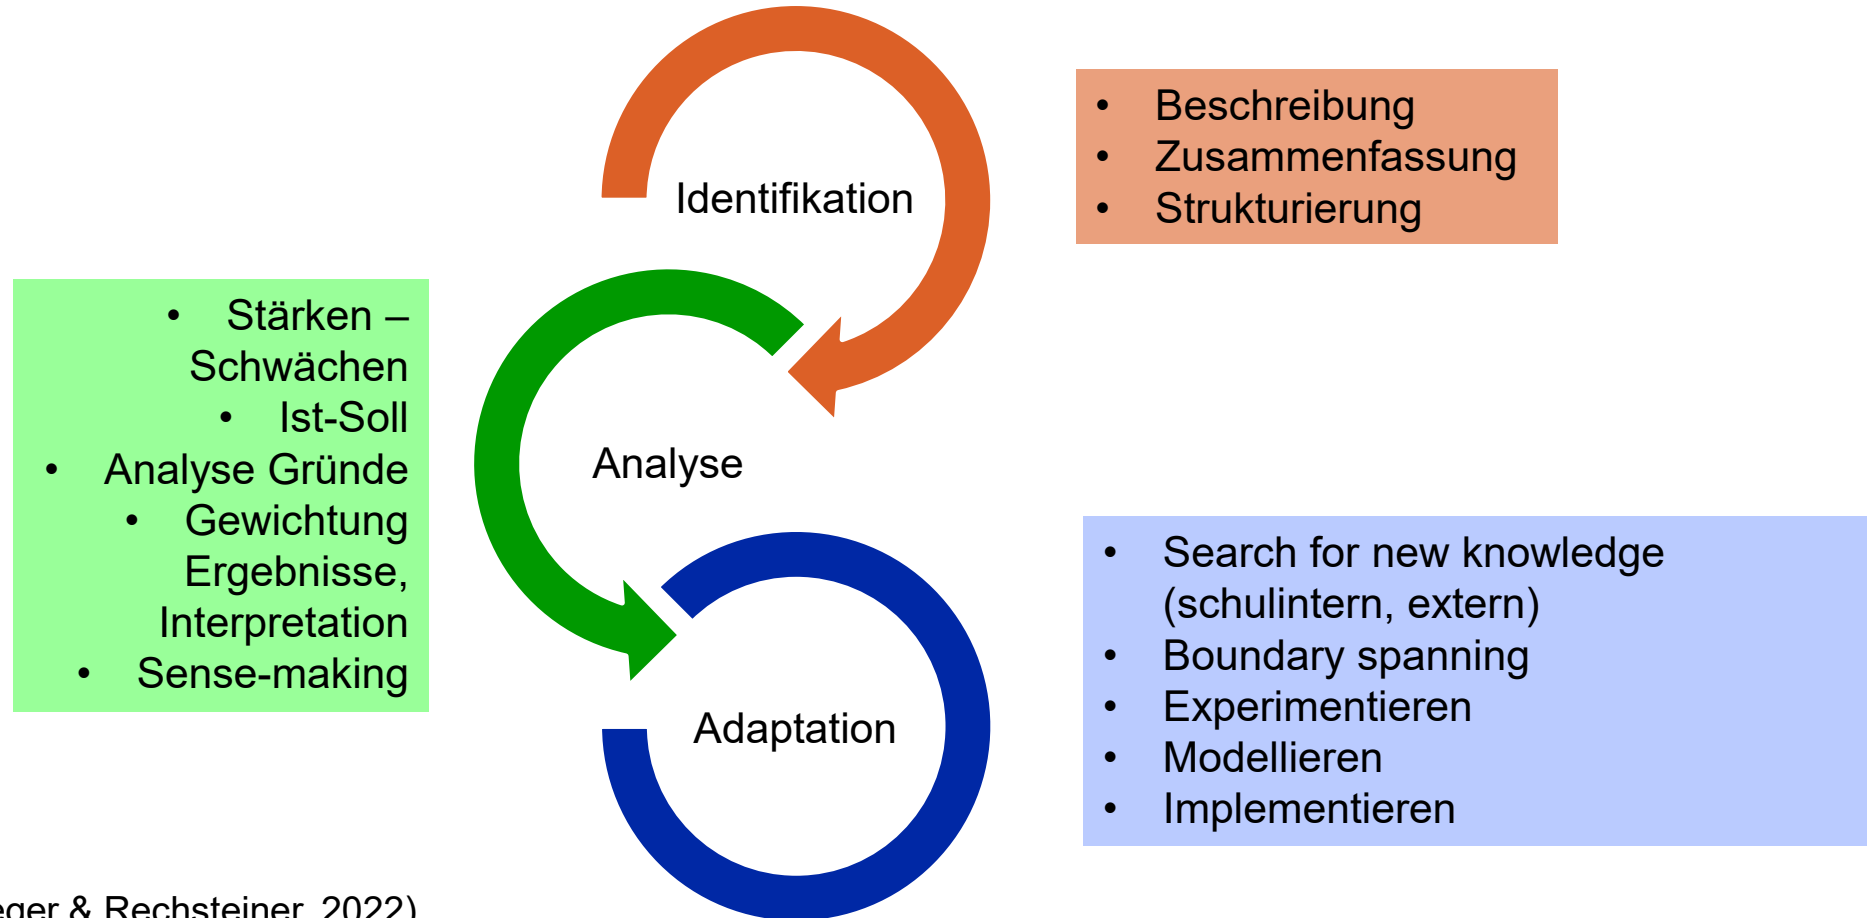 Identifikation
• Beschreibung
• Zusammenfassung
• Strukturierung
• Stärken –
Schwächen
• Ist-Soll
• Analyse Gründe
• Gewichtung
Ergebnisse,
Interpretation
• Sense-making
Analyse
Adaptation
• Search for new knowledge
(schulintern, extern)
• Boundary spanning
• Experimentieren
• Modellieren
• Implementieren
& Rechsteiner, 2022)